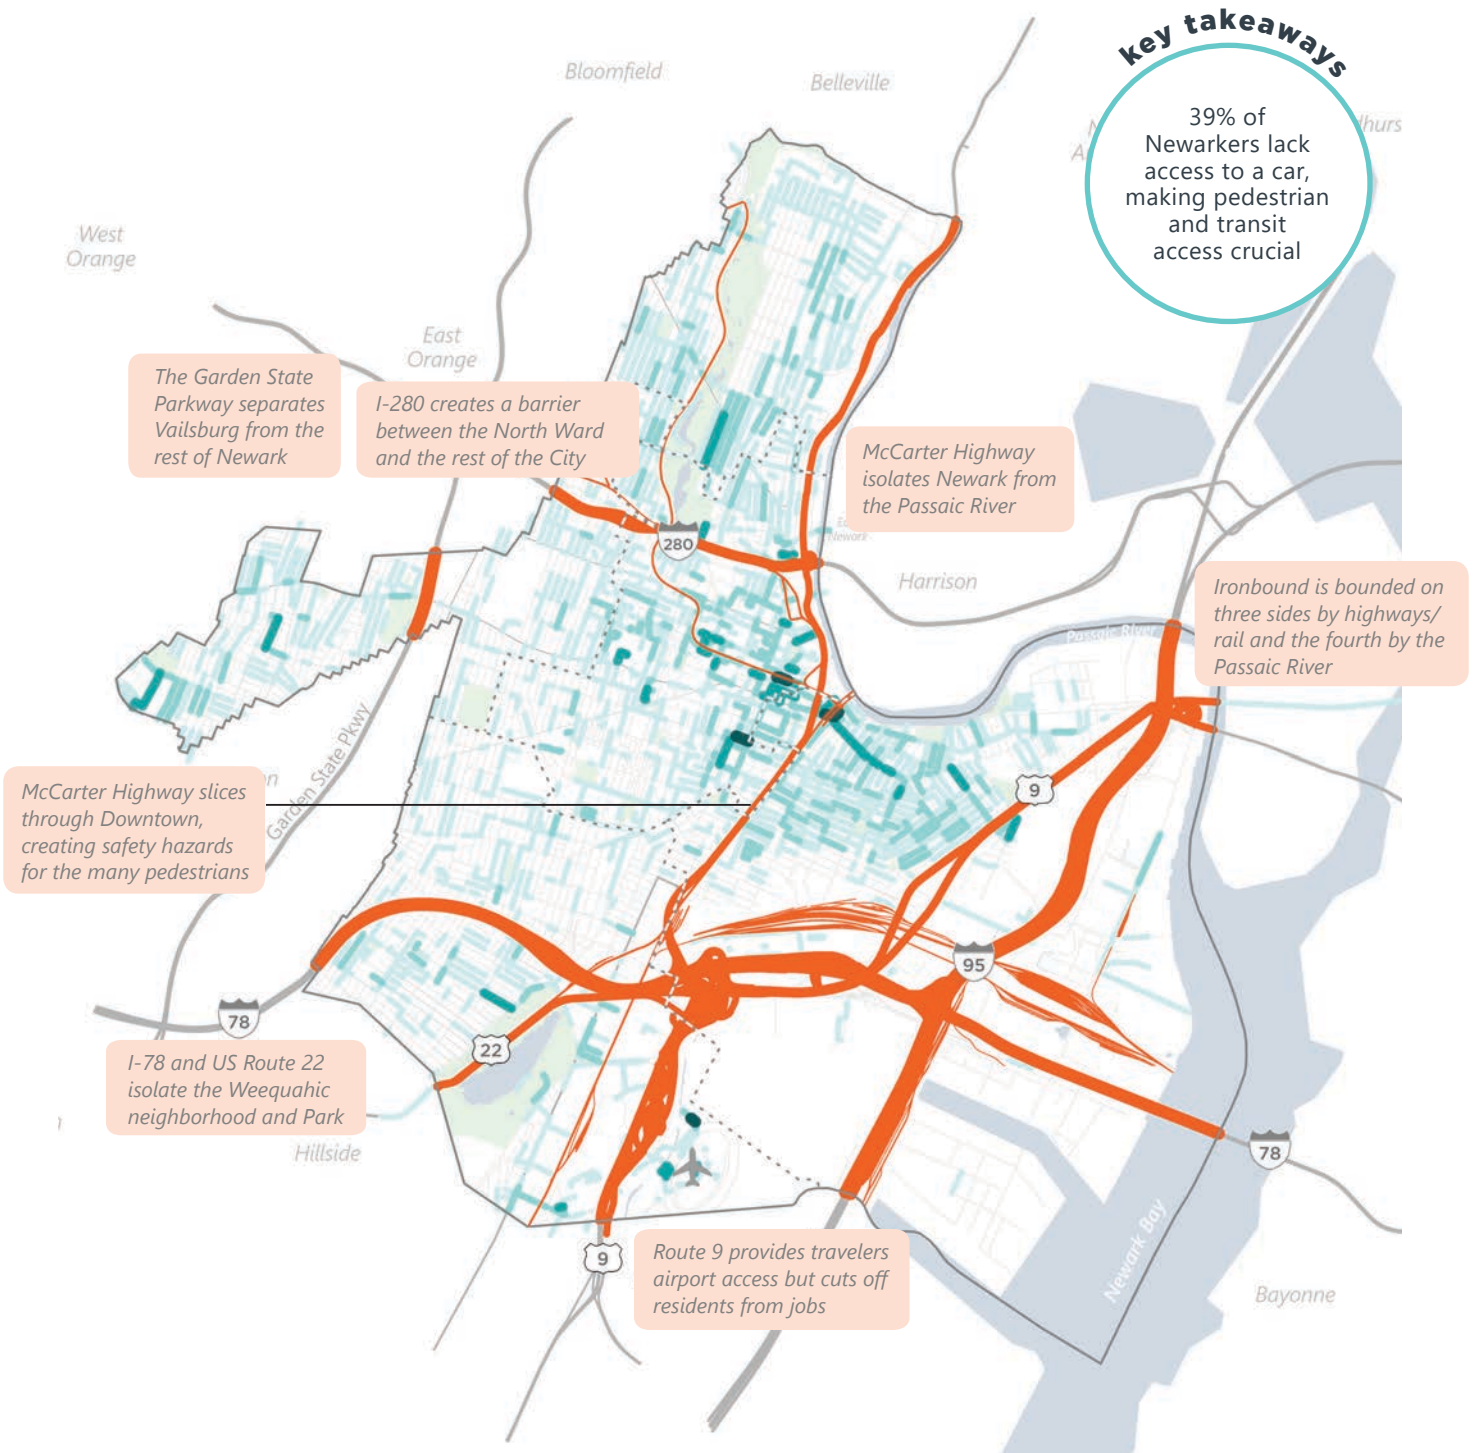 key takeaways
39% of
Newarkers lack
access to a car,
making pedestrian
and transit
access crucial
Bloomfield
Belleville
West
Orange
East
Orange
The Garden State
Parkway separates
Vailsburg from the
rest of Newark
I-280 creates a barrier
between the North Ward
and the rest of the City
McCarter Highway
isolates Newark from
the Passaic River
280
Newark
Harrison
Ironbound is bounded on
three sides by highways/
rail and the fourth by the
Passaic River
Passaic River
Garden State Pkwy
McCarter Highway slices
through Downtown,
creating safety hazards
for the many pedestrians
9
95
78
22
I-78 and US Route 22
isolate the Weequahic
neighborhood and Park
Hillside
78
9
Route 9 provides travelers
airport access but cuts off
residents from jobs
Newark Bay
Bayonne